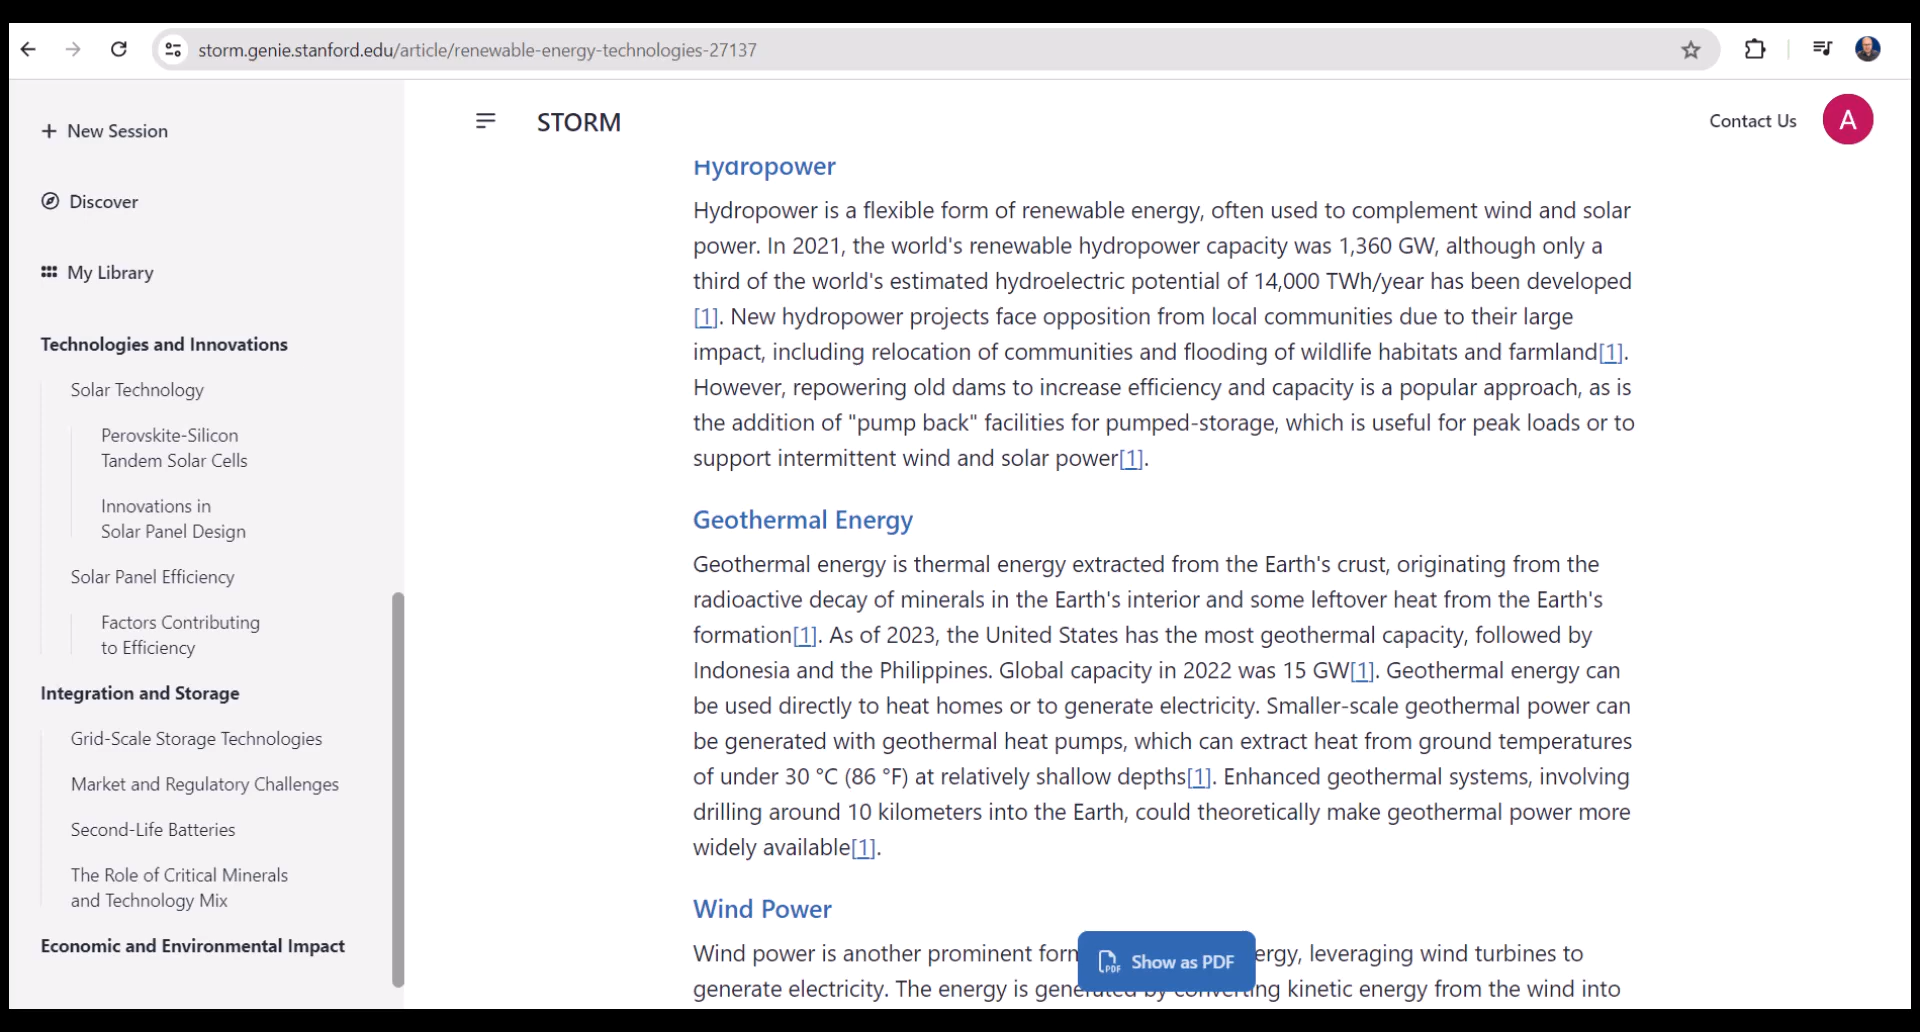 storm.genie.stanford.edu/article/renewable-energy-technologies-27137
New Session
Discover
My Library
Technologies and Innovations
Solar Technology
Perovskite-Silicon
Tandem Solar Cells
Innovations in
Solar Panel Design
Solar Panel Efficiency
Factors Contributing
to Efficiency
Integration and Storage
Grid-Scale Storage Technologies
Market and Regulatory Challenges
Second-Life Batteries
The Role of Critical Minerals
and Technology Mix
Economic and Environmental Impact
STORM
Contact Us
A
Hydropower
Hydropower is a flexible form of renewable energy, often used to complement wind and solar
power. In 2021, the world's renewable hydropower capacity was 1,360 GW, although only a
third of the world's estimated hydroelectric potential of 14,000 TWh/year has been developed
[1]. New hydropower projects face opposition from local communities due to their large
impact, including relocation of communities and flooding of wildlife habitats and farmland[1].
However, repowering old dams to increase efficiency and capacity is a popular approach, as is
the addition of "pump back" facilities for pumped-storage, which is useful for peak loads or to
support intermittent wind and solar power[1].
Geothermal Energy
Geothermal energy is thermal energy extracted from the Earth's crust, originating from the
radioactive decay of minerals in the Earth's interior and some leftover heat from the Earth's
formation[1]. As of 2023, the United States has the most geothermal capacity, followed by
Indonesia and the Philippines. Global capacity in 2022 was 15 GW[1]. Geothermal energy can
be used directly to heat homes or to generate electricity. Smaller-scale geothermal power can
be generated with geothermal heat pumps, which can extract heat from ground temperatures
of under 30 °C (86 °F) at relatively shallow depths[1]. Enhanced geothermal systems, involving
drilling around 10 kilometers into the Earth, could theoretically make geothermal power more
widely available[1].
Wind Power
Wind power is another prominent form ergy, leveraging wind turbines to
generate electricity. The energy is generated by converting kinetic energy from the wind into
PDF Show as PDF